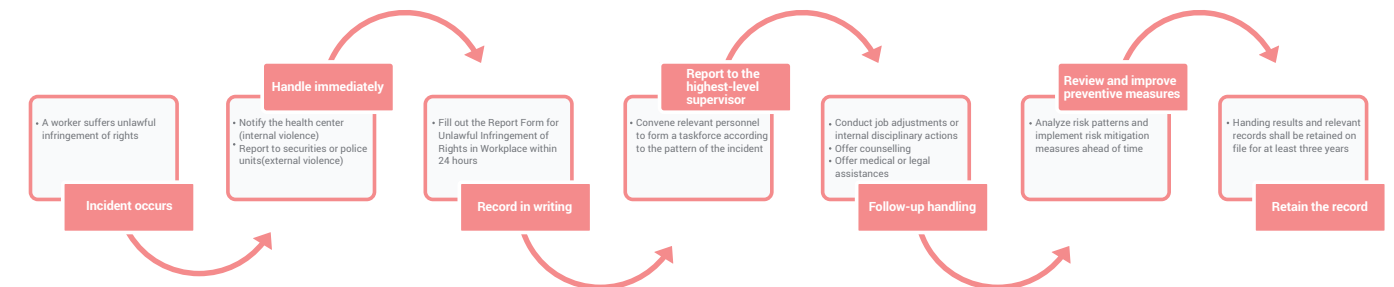 • A worker suffers unlawful
infringement of rights
Incident occurs
Handle immediately
• Notify the health center
(internal violence)
• Report to securities or police
units(external violence)
• Fill out the Report Form for
Unlawful Infringement of
Rights in Workplace within
24 hours
Record in writing
Report to the
highest-level
supervisor
• Convene relevant personnel
to form a taskforce according
to the pattern of the incident
• Conduct job adjustments or
internal disciplinary actions
• Offer counselling
• Offer medical or legal
assistances
Follow-up handling
Review and improve
preventive measures
• Analyze risk patterns and
implement risk mitigation
measures ahead of time
• Handing results and relevant
records shall be retained on
file for at least three years
Retain the record